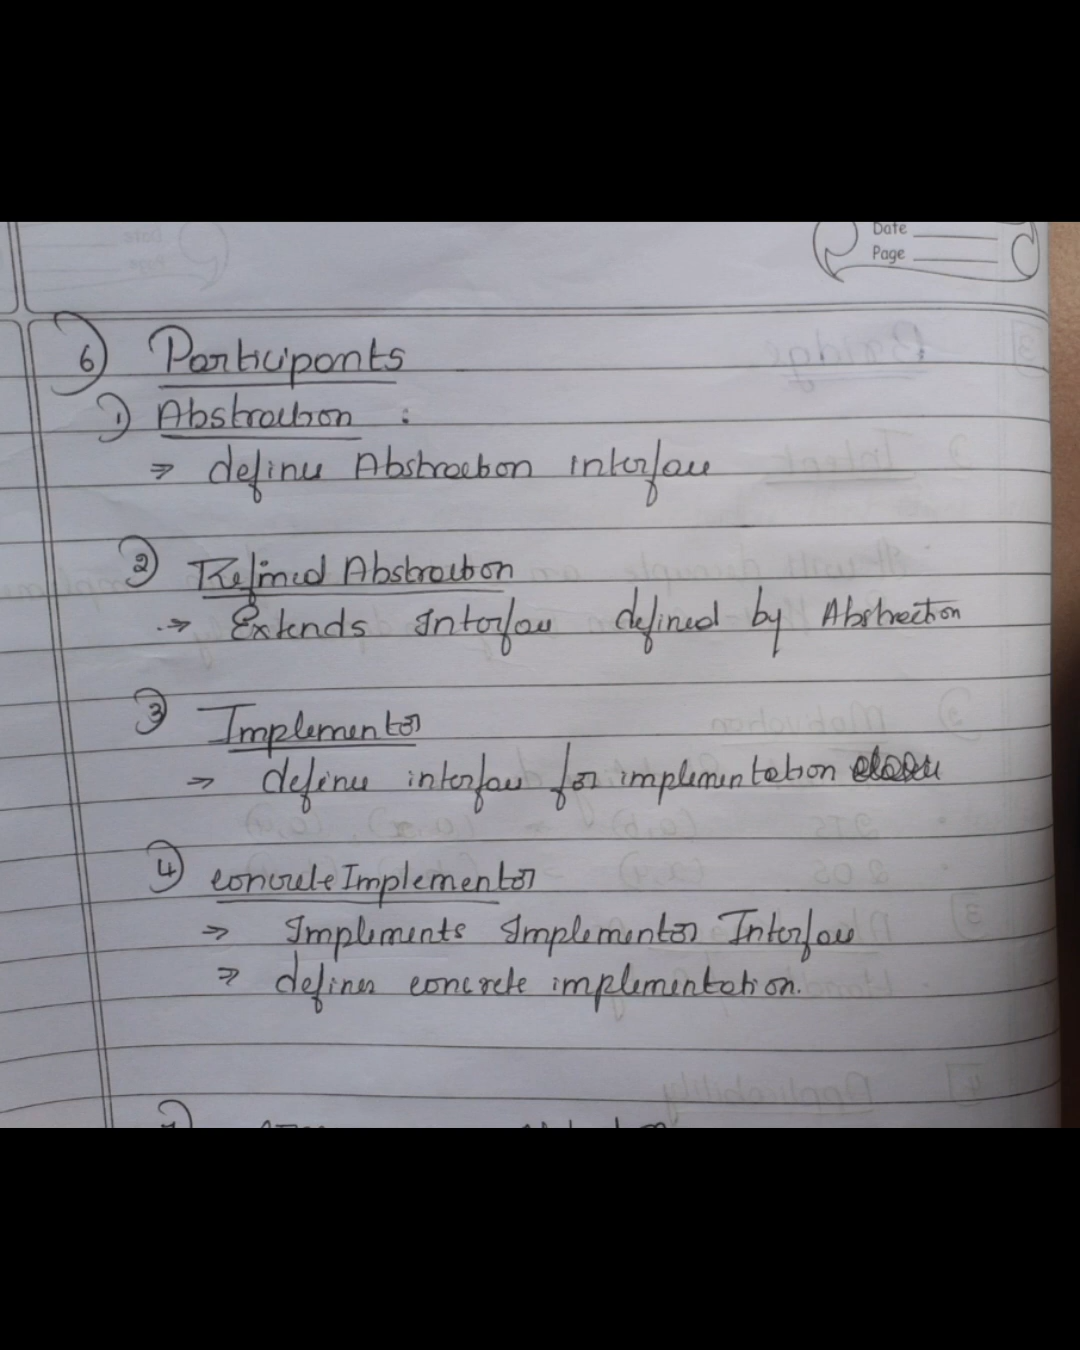 Date
Page
6) Participants
1) Abstraction :
⇒ defines Abstraction interface
2) Refined Abstraction
⇒ Extends Interface defined by Abstraction
3) Implementor
⇒ defines interface for implementation classes
4) concrete Implementor
⇒ Implements Implementor Interface
⇒ defines concrete implementation.